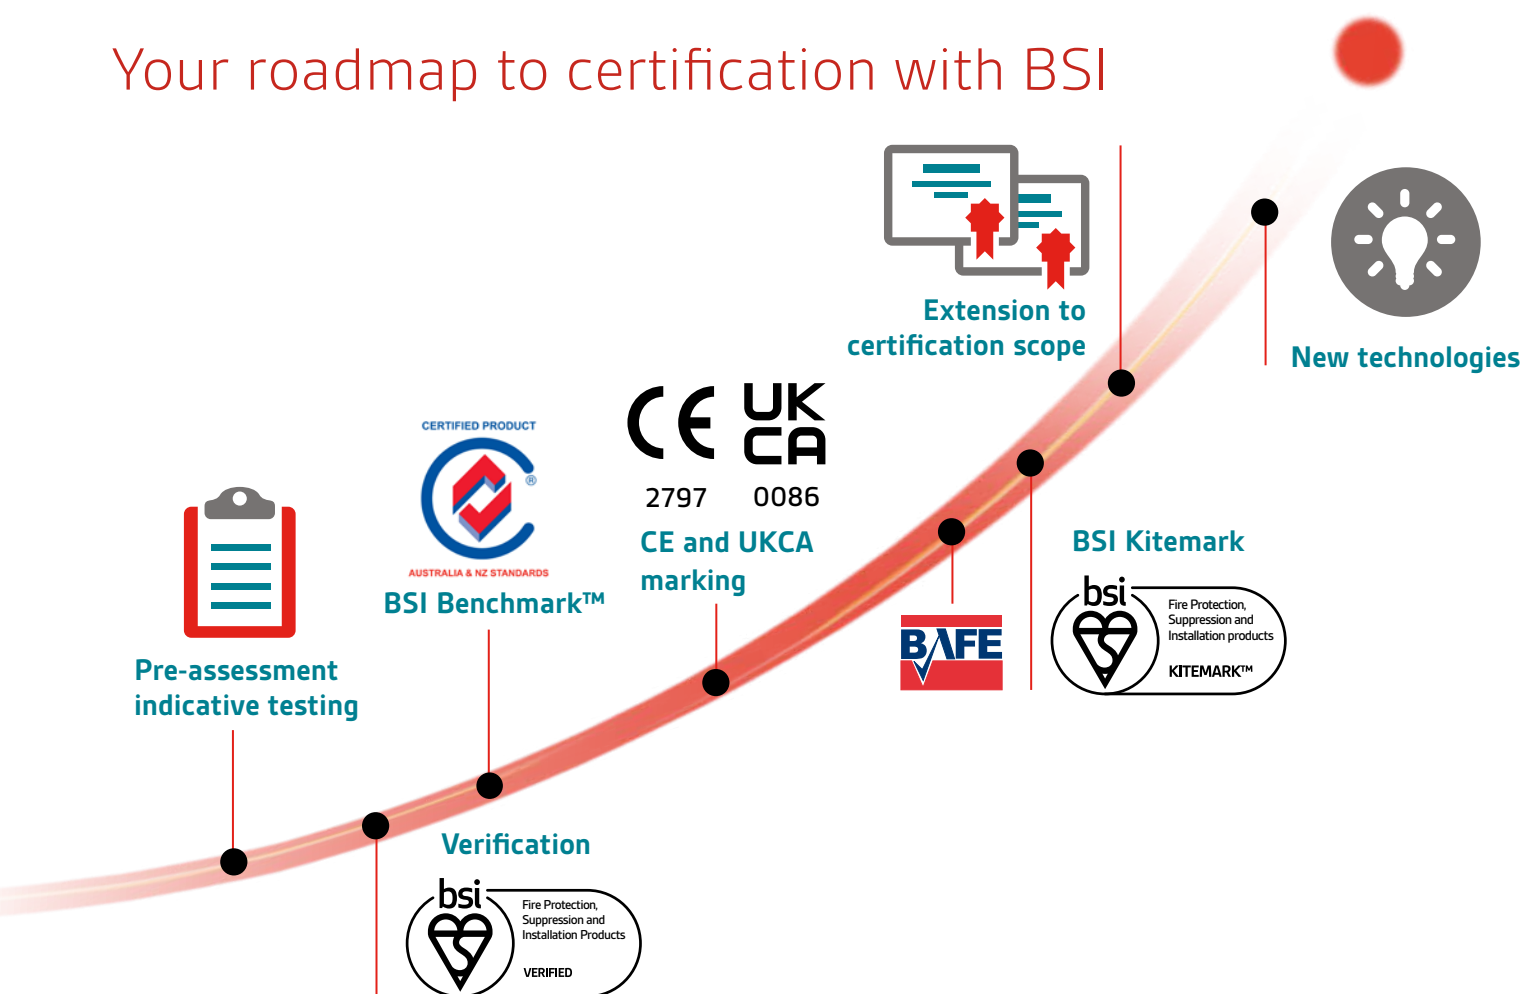 Your roadmap to certification with BSI
Extension to
certification scope
New technologies
CERTIFIED PRODUCT
®
AUSTRALIA & NZ STANDARDS
BSI Benchmark™
CE UK
CA
2797 0086
CE and UKCA
marking
BSI Kitemark
bsi
Fire Protection,
Suppression and
Installation products
KITEMARK™
BAFE
Pre-assessment
indicative testing
Verification
bsi
Fire Protection,
Suppression and
Installation Products
VERIFIED